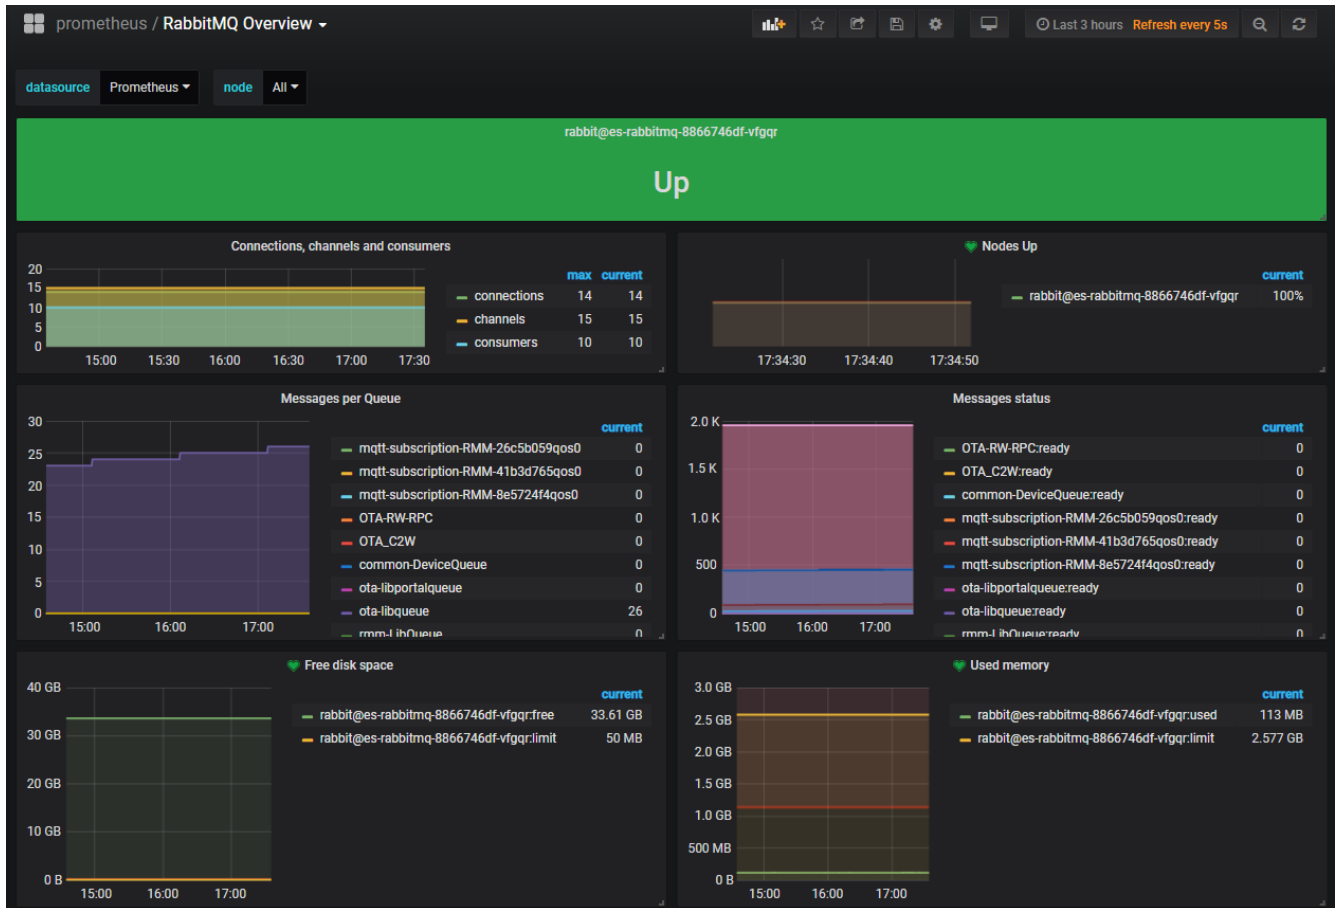 prometheus / RabbitMQ Overview
Last 3 hours Refresh every 5s
datasource Prometheus node All
rabbit@es-rabbitmq-8866746df-vfgqr
Up
Connections, channels and consumers
20
15
10
5
0
15:00 15:30 16:00 16:30 17:00 17:30
max current
connections 14 14
channels 15 15
consumers 10 10
Nodes Up
17:34:30 17:34:40 17:34:50
current
rabbit@es-rabbitmq-8866746df-vfgqr 100%
Messages per Queue
30
25
20
15
10
5
0
15:00 16:00 17:00
current
mqtt-subscription-RMM-26c5b059qos0 0
mqtt-subscription-RMM-41b3d765qos0 0
mqtt-subscription-RMM-8e5724f4qos0 0
OTA-RW-RPC 0
OTA_C2W 0
common-DeviceQueue 0
ota-libportalqueue 0
ota-libqueue 26
rmm-LibQueue 0
Messages status
2.0 K
1.5 K
1.0 K
500
0
15:00 16:00 17:00
current
OTA-RW-RPC:ready 0
OTA_C2W:ready 0
common-DeviceQueue:ready 0
mqtt-subscription-RMM-26c5b059qos0:ready 0
mqtt-subscription-RMM-41b3d765qos0:ready 0
mqtt-subscription-RMM-8e5724f4qos0:ready 0
ota-libportalqueue:ready 0
ota-libqueue:ready 0
rmm-LibQueue:ready 0
Free disk space
40 GB
30 GB
20 GB
10 GB
0 B
15:00 16:00 17:00
current
rabbit@es-rabbitmq-8866746df-vfgqr:free 33.61 GB
rabbit@es-rabbitmq-8866746df-vfgqr:limit 50 MB
Used memory
3.0 GB
2.5 GB
2.0 GB
1.5 GB
1.0 GB
500 MB
0 B
15:00 16:00 17:00
current
rabbit@es-rabbitmq-8866746df-vfgqr:used 113 MB
rabbit@es-rabbitmq-8866746df-vfgqr:limit 2.577 GB